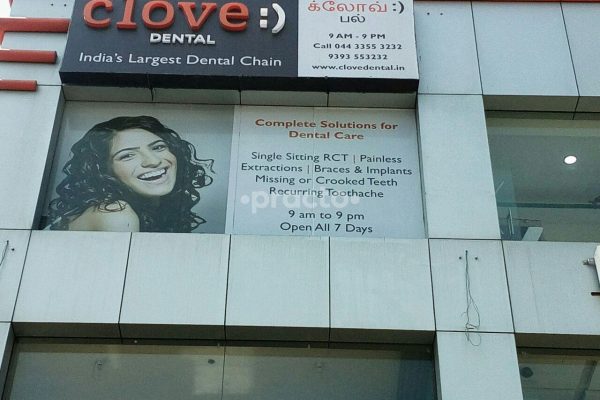 clove :)
DENTAL
India's Largest Dental Chain
க்லோவ் :)
பல்
9 AM - 9 PM
Call 044 3355 3232
9393 553232
www.clovedental.in
Complete Solutions for
Dental Care
Single Sitting RCT | Painless
Extractions | Braces & Implants
Missing or Crooked Teeth
Recurring Toothache
9 am to 9 pm
Open All 7 Days
•practo•